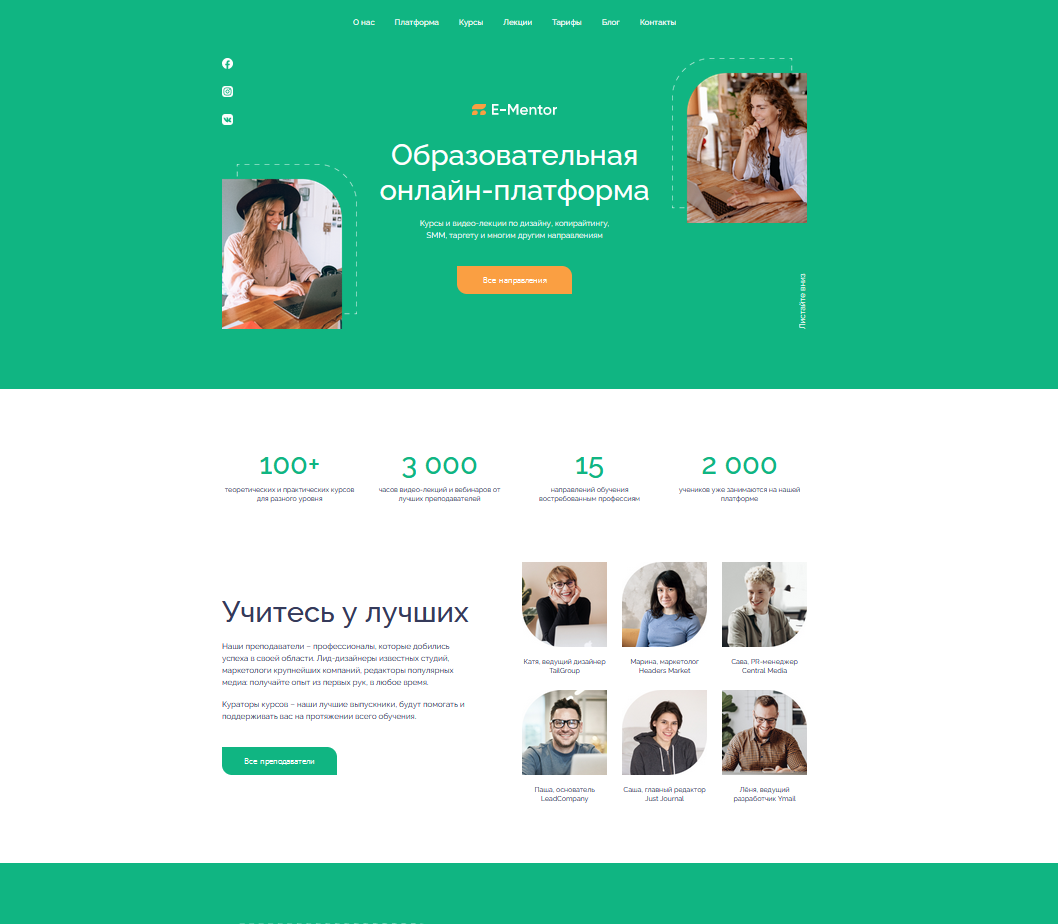 О нас Платформа Курсы Лекции Тарифы Блог Контакты
E-Mentor
Образовательная
онлайн-платформа
Курсы и видео-лекции по дизайну, копирайтингу,
SMM, таргету и многим другим направлениям
Все направления
Листайте вниз
100+
теоретических и практических курсов
для разного уровня
3 000
часов видео-лекций и вебинаров от
лучших преподавателей
15
направлений обучения
востребованным профессиям
2 000
учеников уже занимаются на нашей
платформе
Учитесь у лучших
Наши преподаватели – профессионалы, которые добились
успеха в своей области. Лид-дизайнеры известных студий,
маркетологи крупнейших компаний, редакторы популярных
медиа: получайте опыт из первых рук, в любое время.
Кураторы курсов – наши лучшие выпускники, будут помогать и
поддерживать вас на протяжении всего обучения.
Все преподаватели
Катя, ведущий дизайнер
TailGroup
Марина, маркетолог
Headers Market
Сава, PR-менеджер
Central Media
Паша, основатель
LeadCompany
Саша, главный редактор
Just Journal
Лёня, ведущий
разработчик Ymail